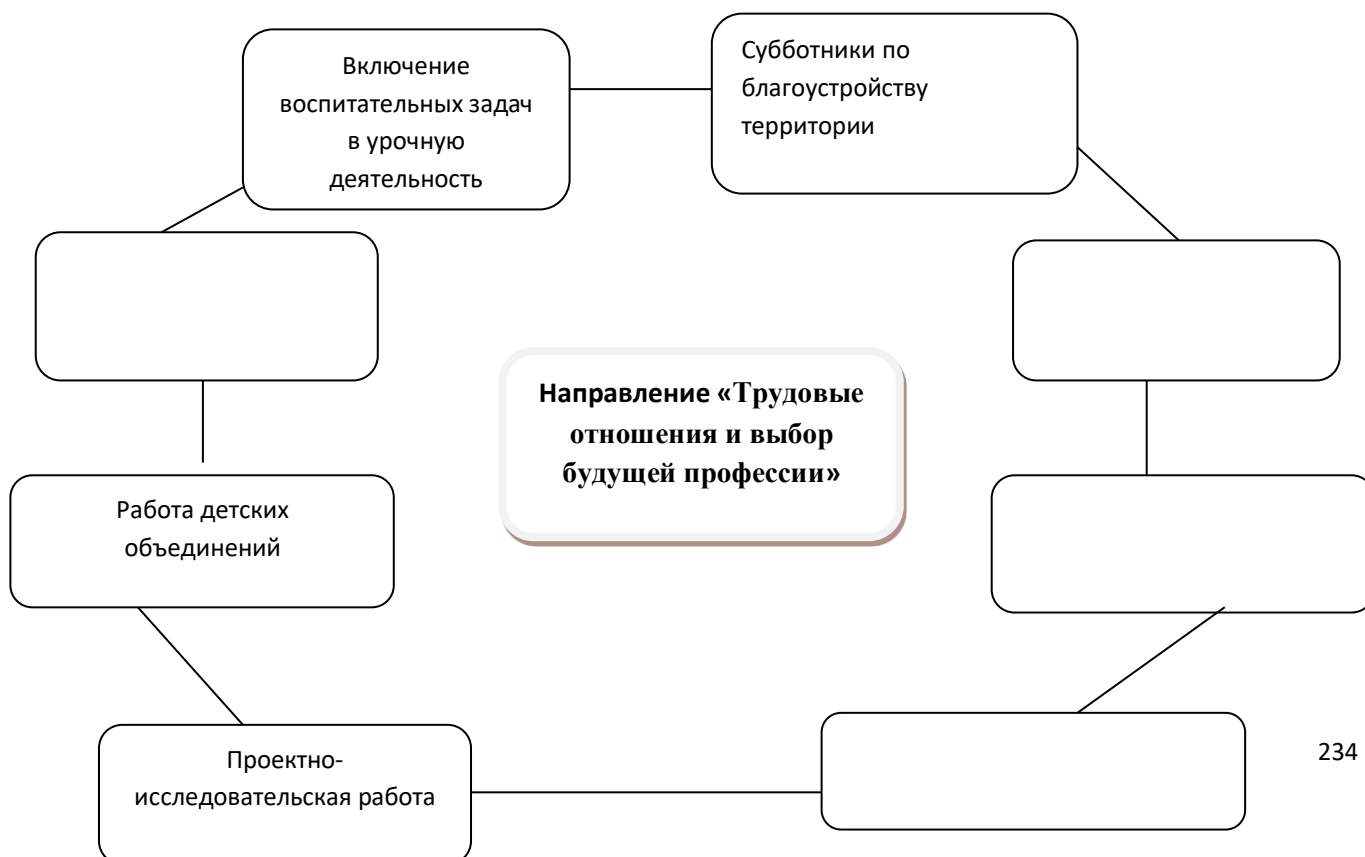 Включение
воспитательных задач
в урочную
деятельность
Субботники по
благоустройству
территории
Направление «Трудовые
отношения и выбор
будущей профессии»
Работа детских
объединений
Проектно-
исследовательская работа
234